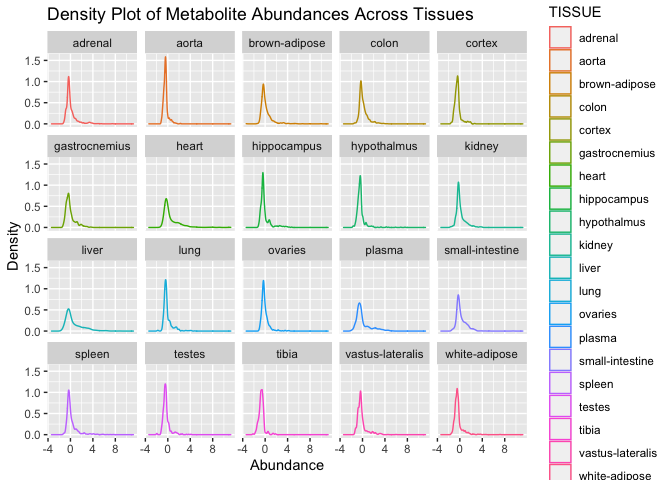 Density Plot of Metabolite Abundances Across Tissues
adrenal aorta brown-adipose colon cortex
1.5
1.0
0.5
0.0
gastrocnemius heart hippocampus hypothalmus kidney
1.5
1.0
0.5
0.0
liver lung ovaries plasma small-intestine
1.5
1.0
0.5
0.0
spleen testes tibia vastus-lateralis white-adipose
1.5
1.0
0.5
0.0
-4 0 4 8 -4 0 4 8 -4 0 4 8 -4 0 4 8 -4 0 4 8
Abundance
Density
TISSUE
adrenal
aorta
brown-adipose
colon
cortex
gastrocnemius
heart
hippocampus
hypothalmus
kidney
liver
lung
ovaries
plasma
small-intestine
spleen
testes
tibia
vastus-lateralis
white-adipose